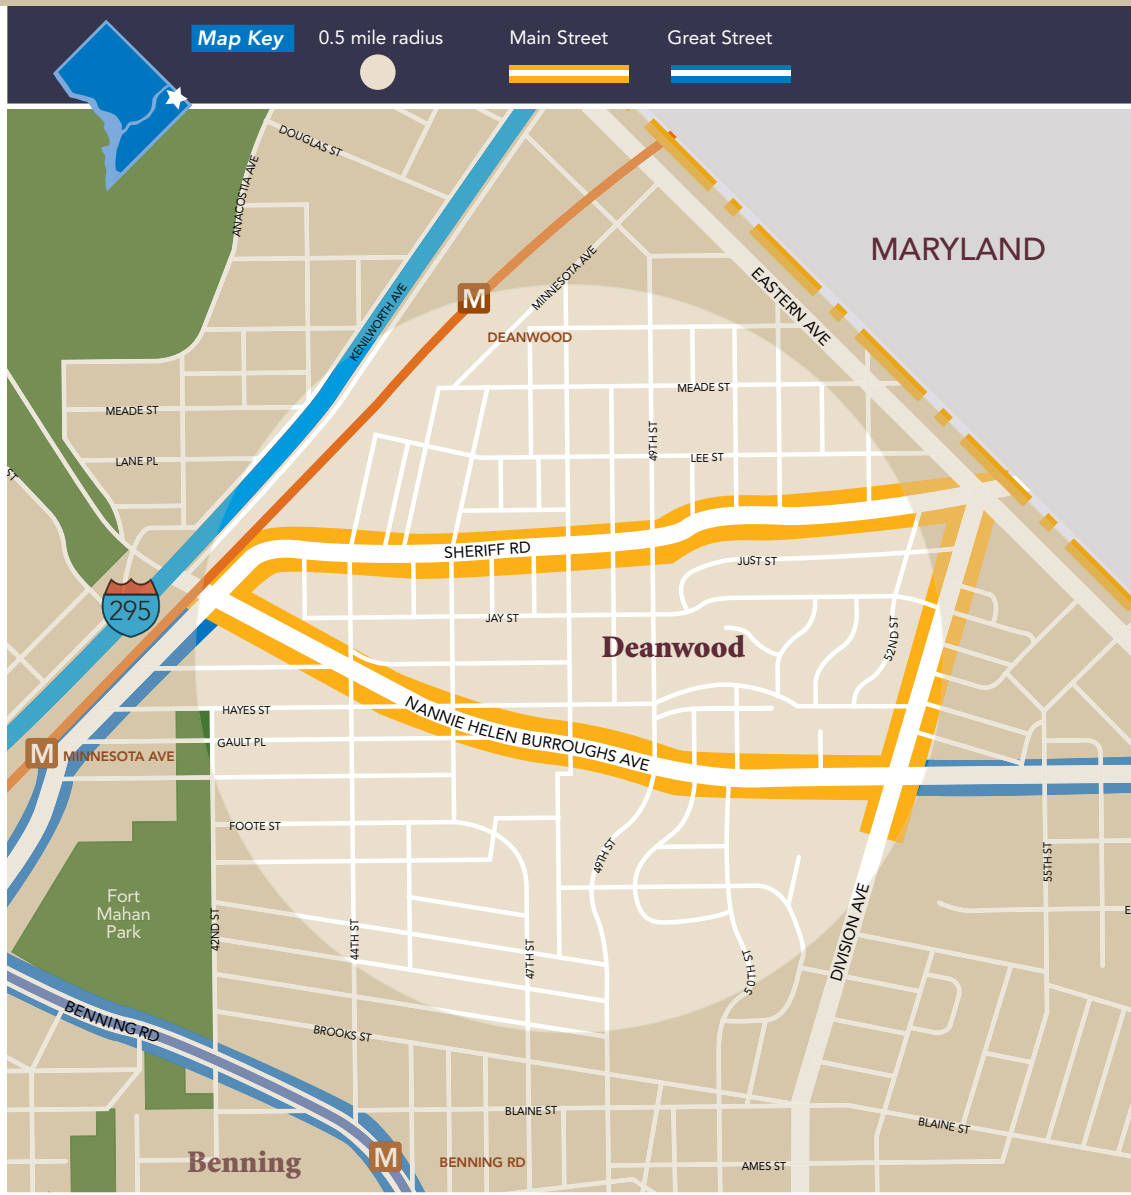 Map Key
0.5 mile radius
Main Street
Great Street
DOUGLAS ST
ANACOSTIA AVE
MARYLAND
EASTERN AVE
MINNESOTA AVE
KENILWORTH AVE
M
DEANWOOD
MEADE ST
MEADE ST
49TH ST
LEE ST
LANE PL
ST
SHERIFF RD
JUST ST
295
JAY ST
Deanwood
52ND ST
HAYES ST
NANNIE HELEN BURROUGHS AVE
GAULT PL
M
MINNESOTA AVE
FOOTE ST
49TH ST
55TH ST
Fort
Mahan
Park
42ND ST
44TH ST
47TH ST
50TH ST
DIVISION AVE
E
BENNING RD
BROOKS ST
BLAINE ST
BLAINE ST
Benning
M
BENNING RD
AMES ST